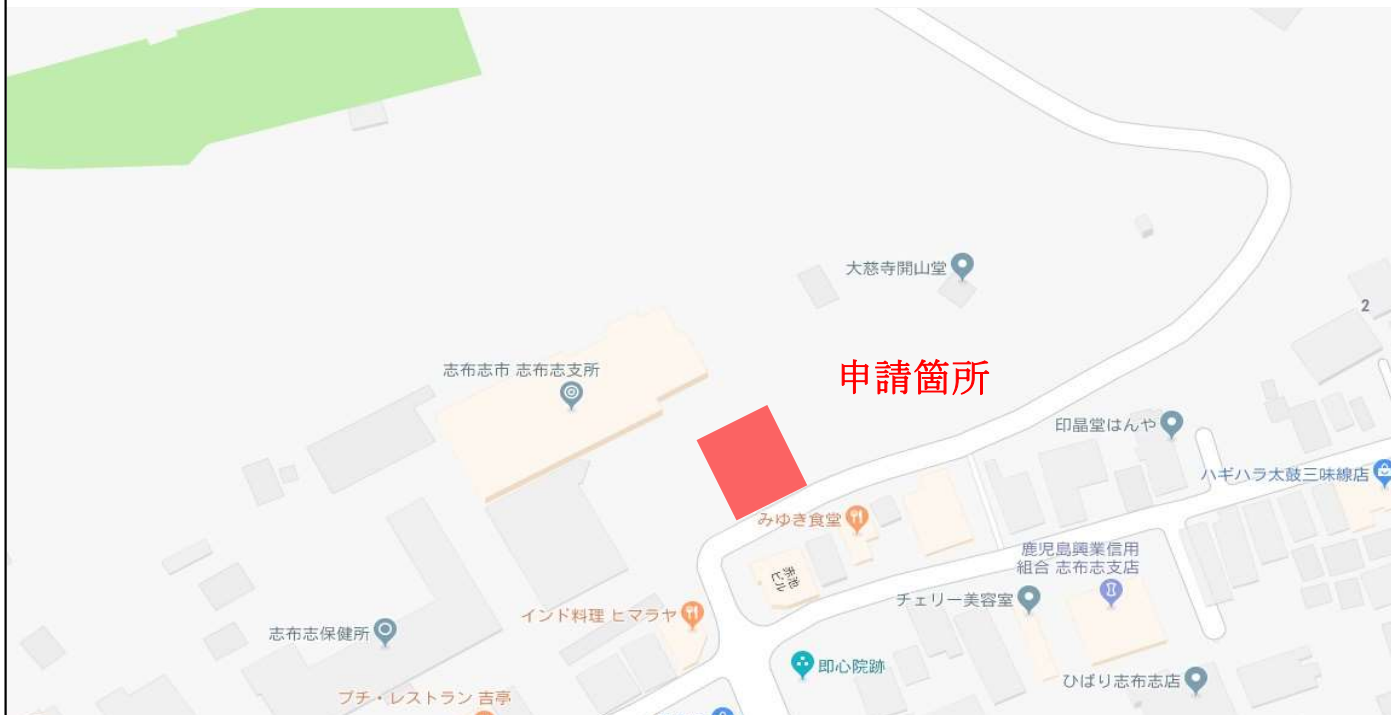 大慈寺開山堂
2
志布志市 志布志支所
申請箇所
印晶堂はんや
ハギハラ太鼓三味線店
みゆき食堂
鹿児島興業信用
組合 志布志支店
赤池
ビル
チェリー美容室
インド料理 ヒマラヤ
志布志保健所
即心院跡
ひばり志布志店
プチ・レストラン 吉亭